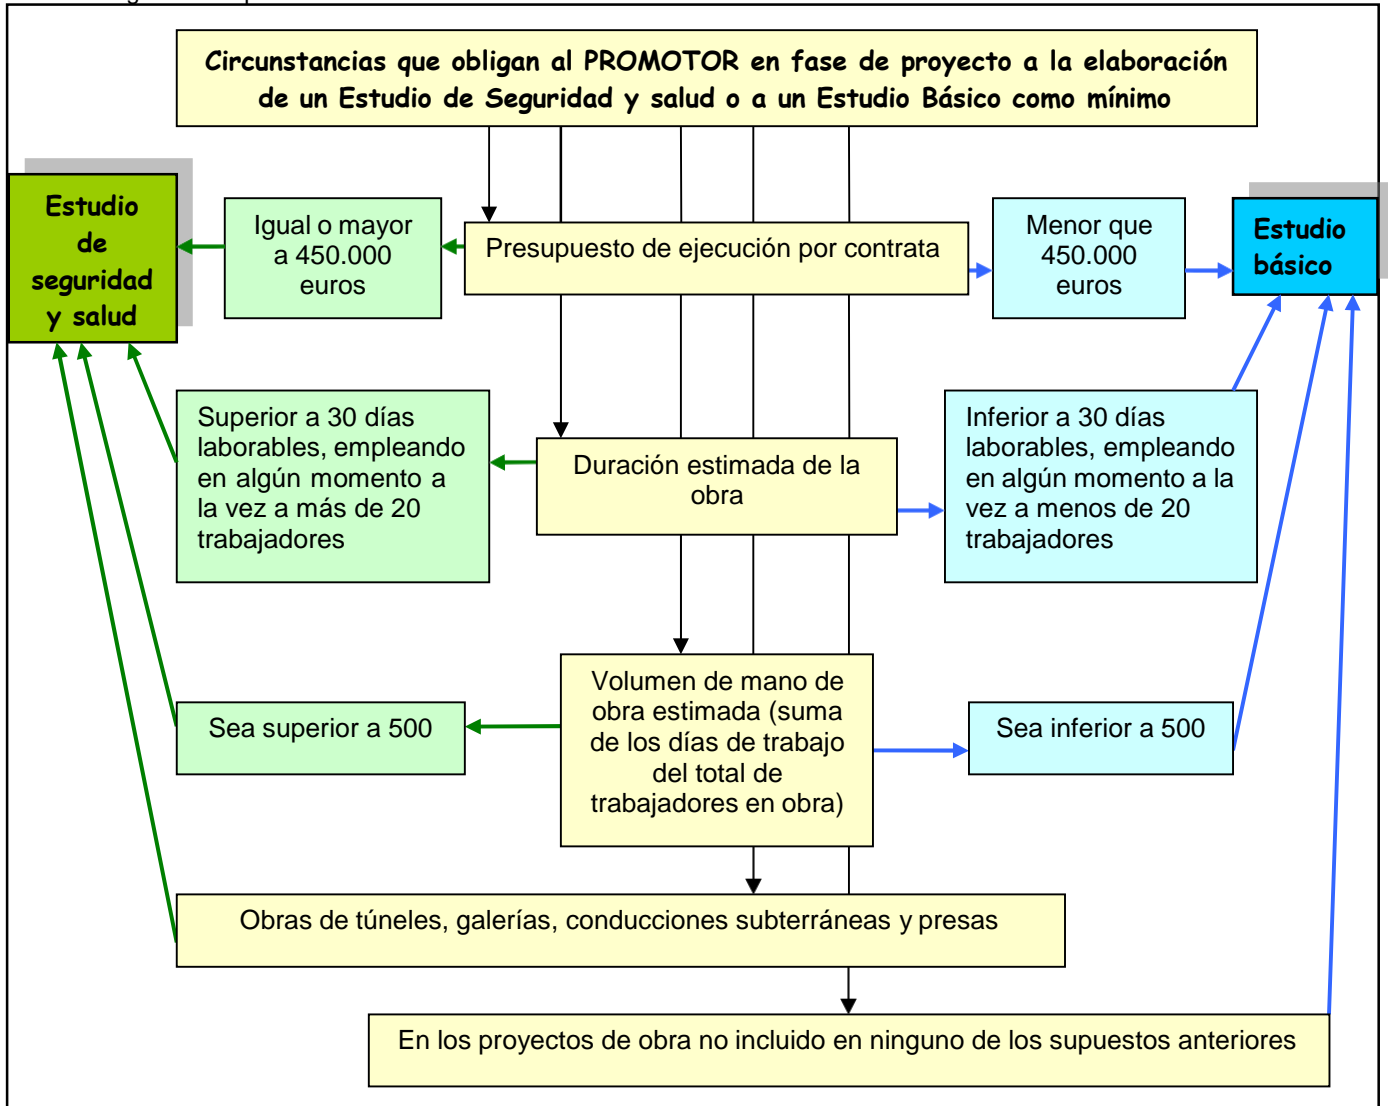 Circunstancias que obligan al PROMOTOR en fase de proyecto a la elaboración
de un Estudio de Seguridad y salud o a un Estudio Básico como mínimo
Estudio
de
seguridad
y salud
Igual o mayor
a 450.000
euros
Presupuesto de ejecución por contrata
Menor que
450.000
euros
Estudio
básico
Superior a 30 días
laborables, empleando
en algún momento a
la vez a más de 20
trabajadores
Duración estimada de la
obra
Inferior a 30 días
laborables, empleando
en algún momento a la
vez a menos de 20
trabajadores
Sea superior a 500
Volumen de mano de
obra estimada (suma
de los días de trabajo
del total de
trabajadores en obra)
Sea inferior a 500
Obras de túneles, galerías, conducciones subterráneas y presas
En los proyectos de obra no incluido en ninguno de los supuestos anteriores